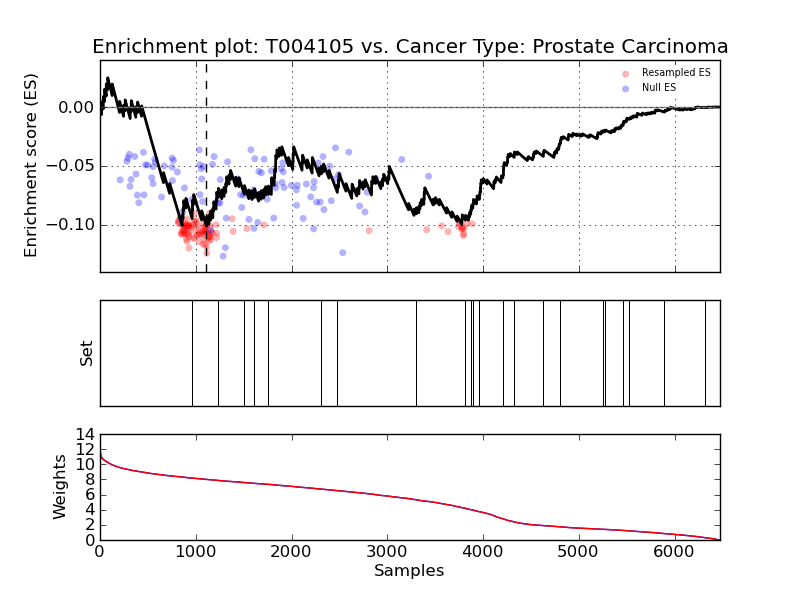 Enrichment plot: T004105 vs. Cancer Type: Prostate Carcinoma
Enrichment score (ES)
0.00
−0.05
−0.10
Resampled ES
Null ES
Set
Weights
14
12
10
8
6
4
2
0
0 1000 2000 3000 4000 5000 6000
Samples